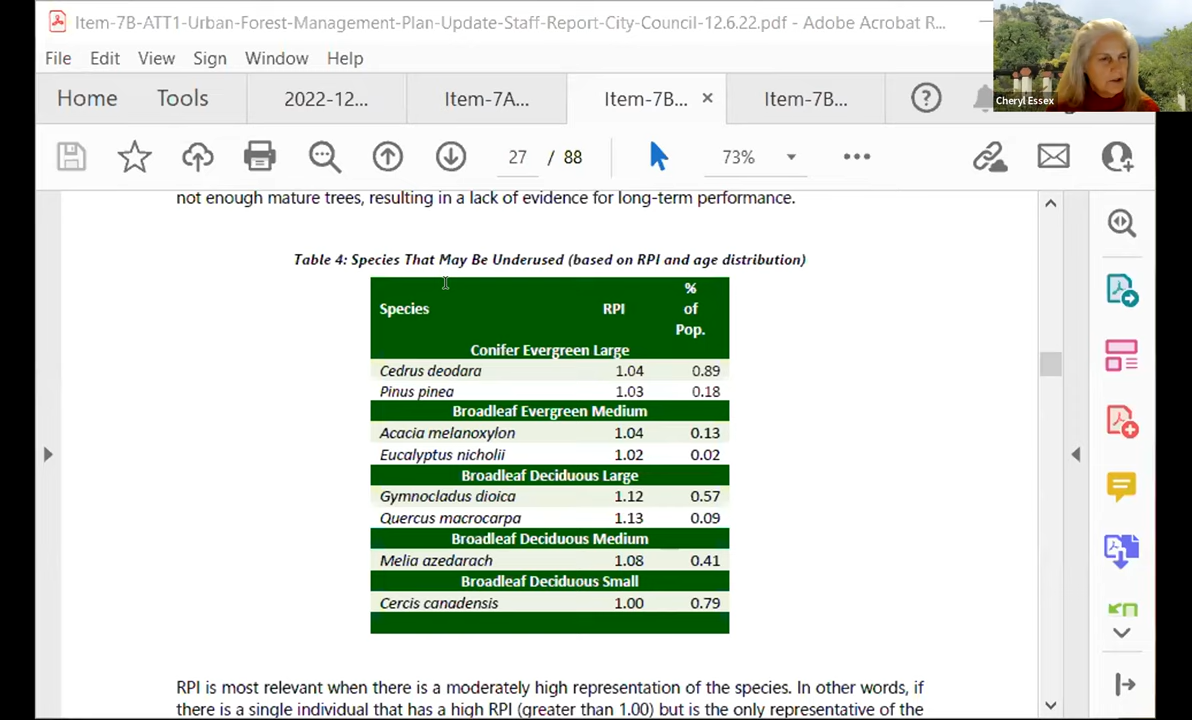 Item-7B-ATT1-Urban-Forest-Management-Plan-Update-Staff-Report-City-Council-12.6.22.pdf - Adobe Acrobat R...
File Edit View Sign Window Help
Cheryl Essex
Home Tools 2022-12... Item-7A... Item-7B... × Item-7B...
27 / 88 73%
not enough mature trees, resulting in a lack of evidence for long-term performance.
Table 4: Species That May Be Underused (based on RPI and age distribution)
Species RPI % of Pop.
Conifer Evergreen Large
Cedrus deodara 1.04 0.89
Pinus pinea 1.03 0.18
Broadleaf Evergreen Medium
Acacia melanoxylon 1.04 0.13
Eucalyptus nicholii 1.02 0.02
Broadleaf Deciduous Large
Gymnocladus dioica 1.12 0.57
Quercus macrocarpa 1.13 0.09
Broadleaf Deciduous Medium
Melia azedarach 1.08 0.41
Broadleaf Deciduous Small
Cercis canadensis 1.00 0.79
RPI is most relevant when there is a moderately high representation of the species. In other words, if
there is a single individual that has a high RPI (greater than 1.00) but is the only representative of the